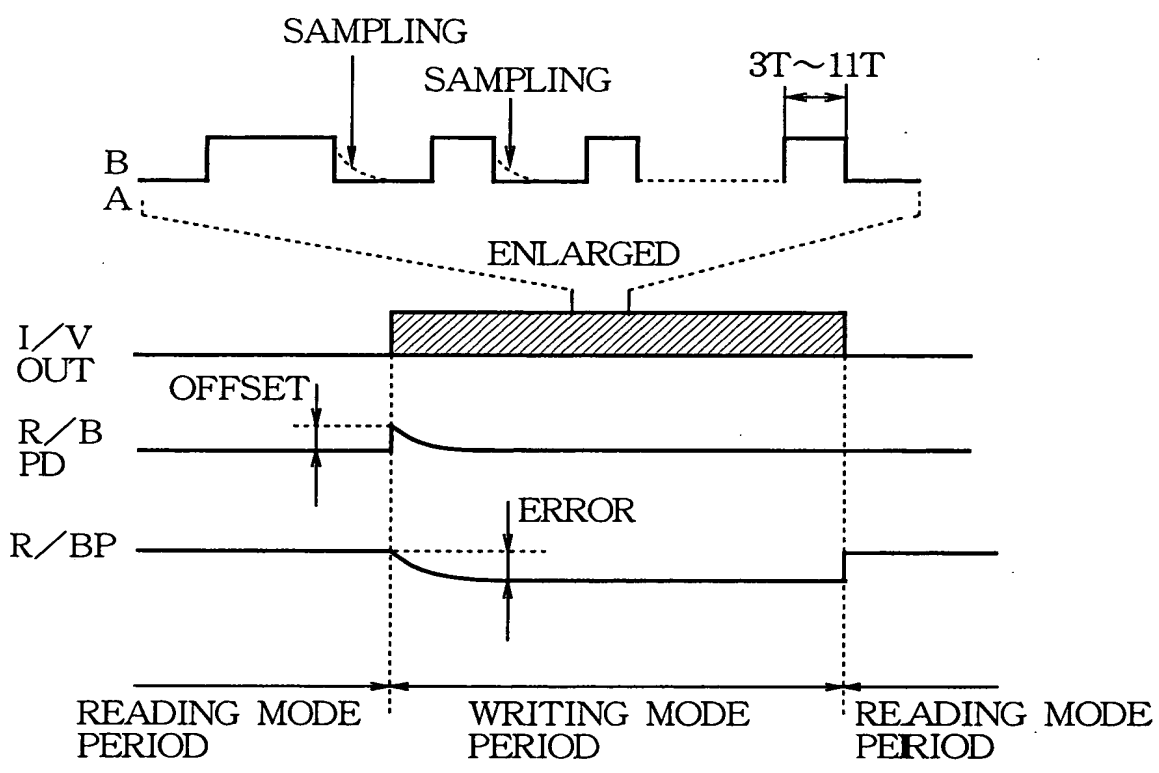 SAMPLING
SAMPLING
3T~11T
B
A
ENLARGED
I/V
OUT
OFFSET
R/B
PD
ERROR
R/BP
READING MODE
PERIOD
WRITING MODE
PERIOD
READING MODE
PERIOD